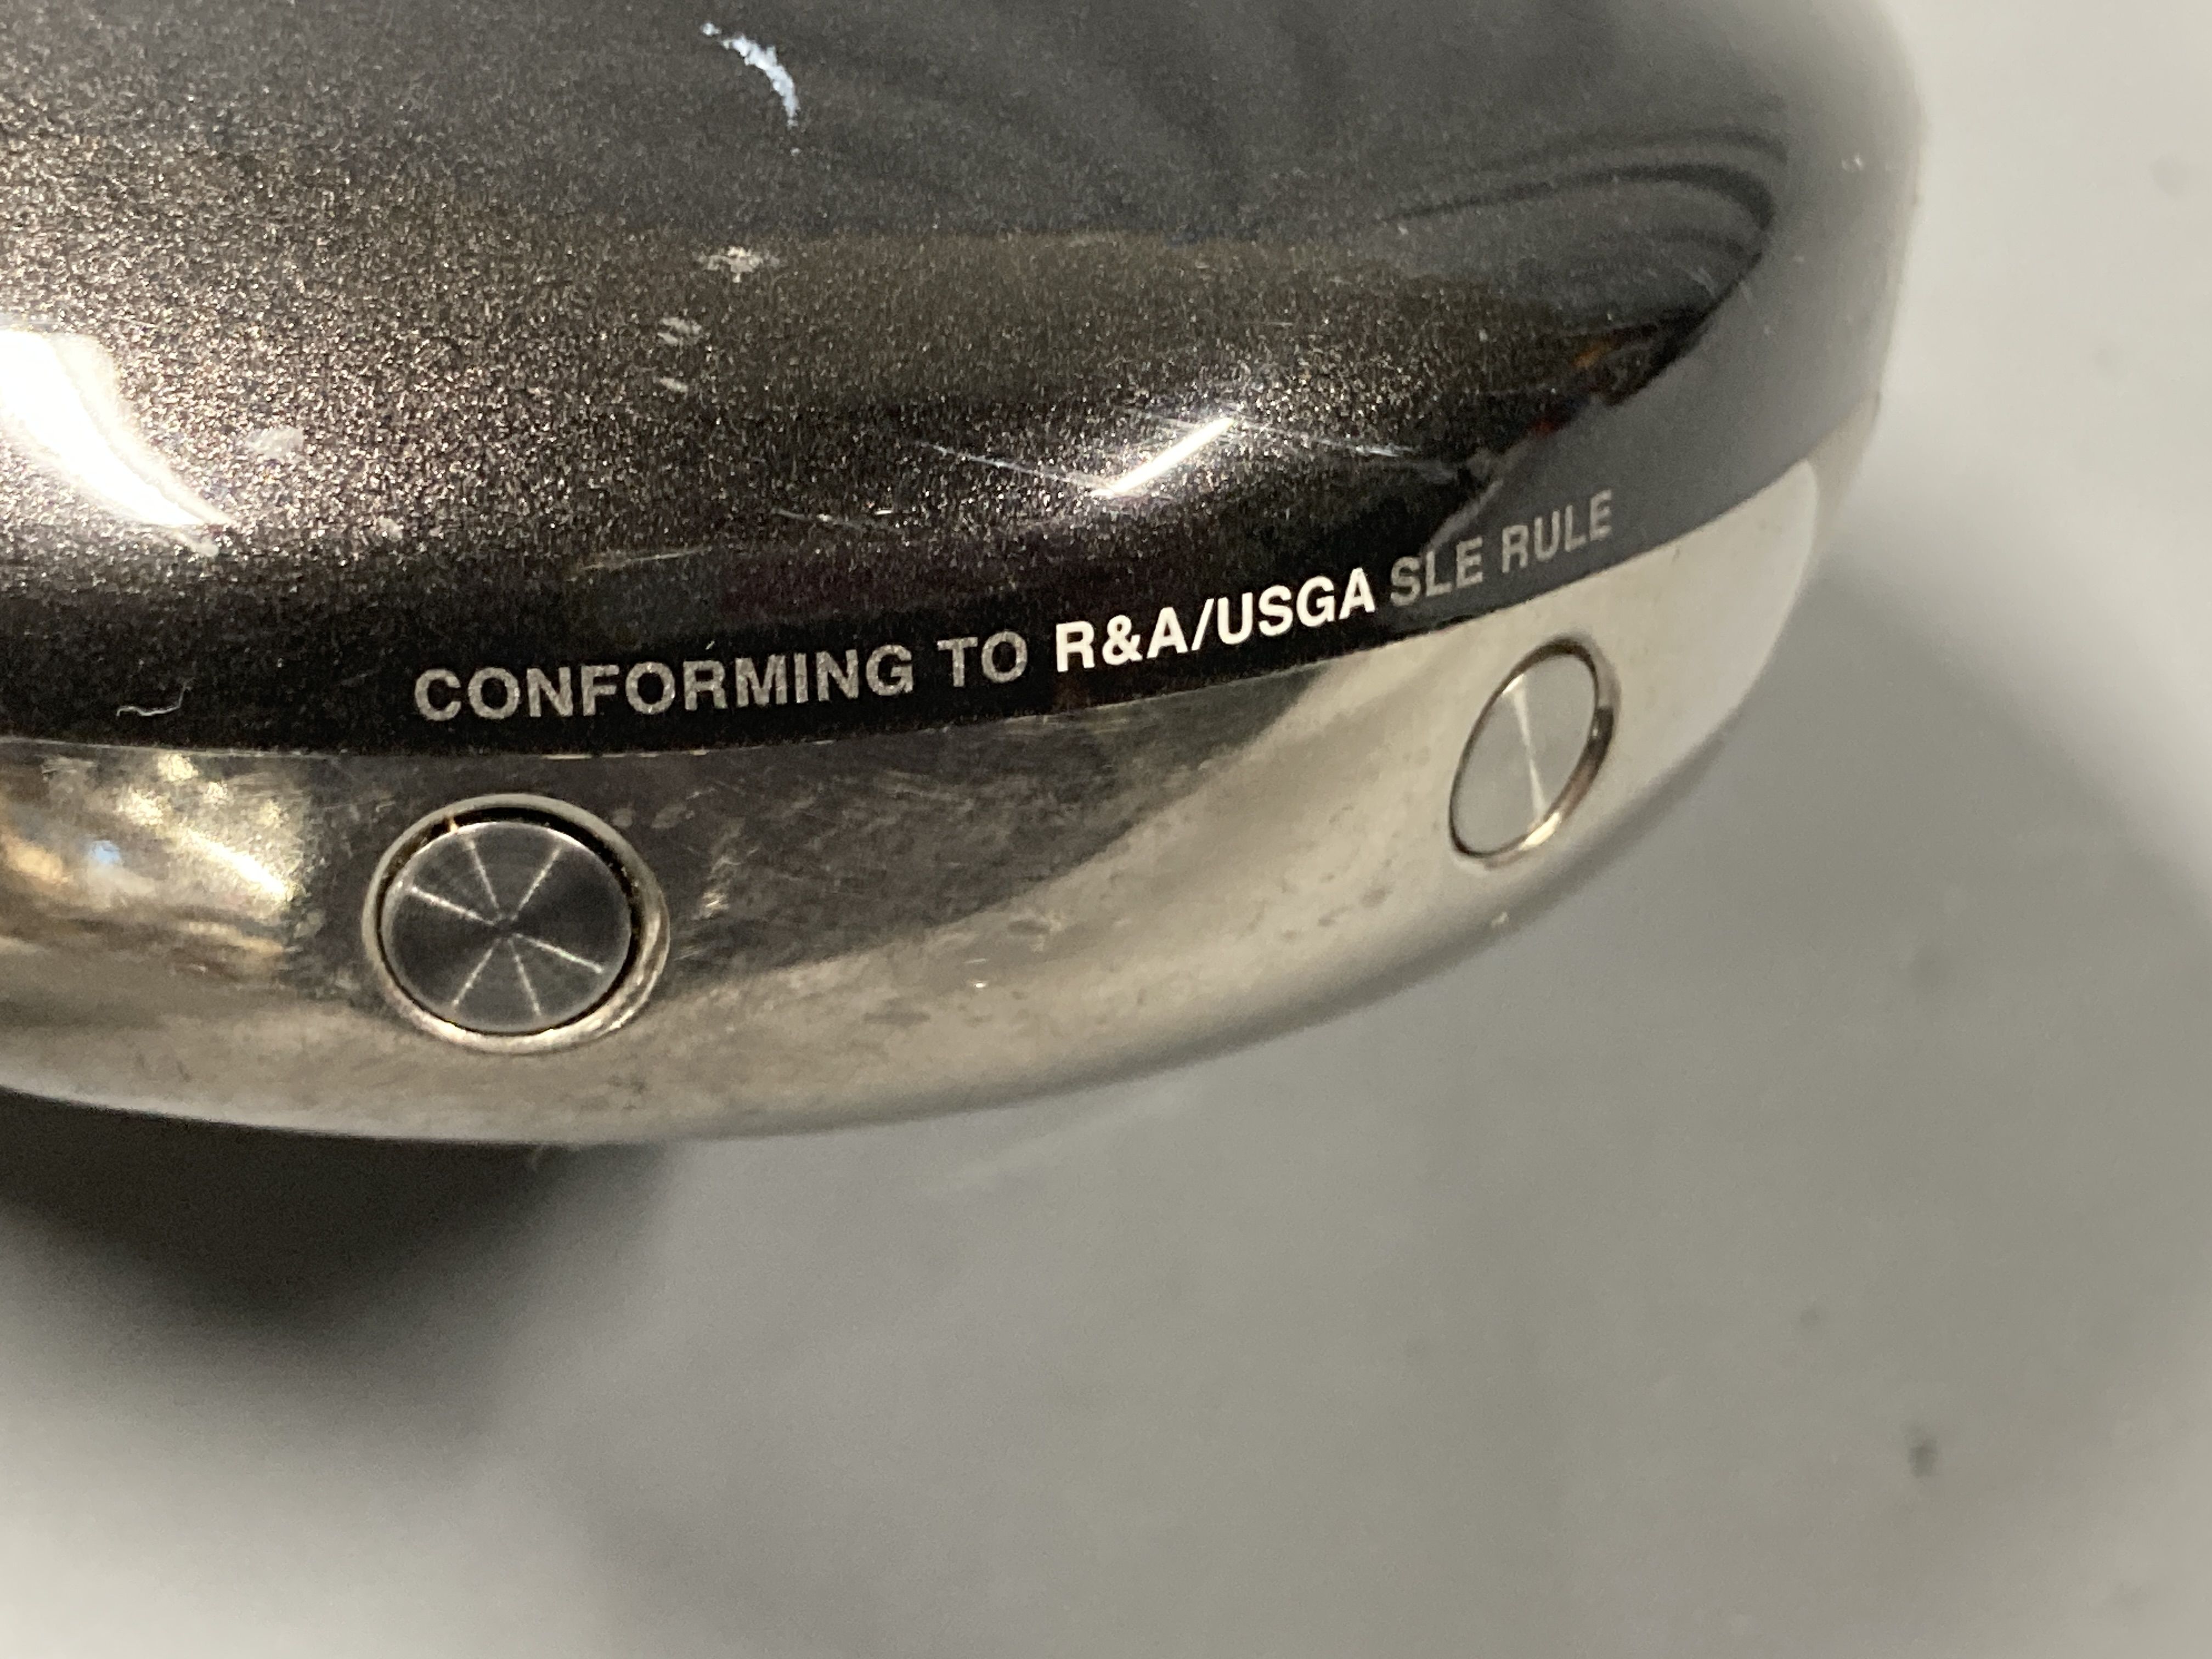 CONFORMING TO R&A/USGA SLE RULE